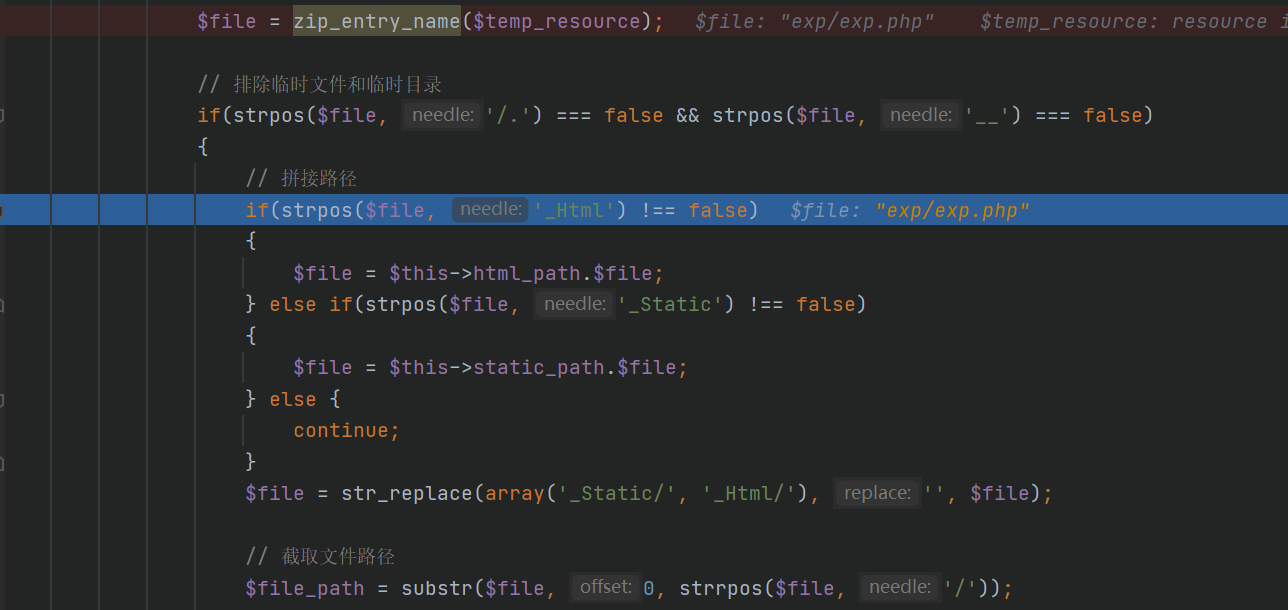 $file = zip_entry_name($temp_resource);   $file: "exp/exp.php"   $temp_resource: resource i
// 排除临时文件和临时目录
if(strpos($file, needle: '/.') === false && strpos($file, needle: '__') === false)
{
// 拼接路径
if(strpos($file, needle: '_Html') !== false)   $file: "exp/exp.php"
{
$file = $this->html_path.$file;
} else if(strpos($file, needle: '_Static') !== false)
{
$file = $this->static_path.$file;
} else {
continue;
}
$file = str_replace(array('_Static/', '_Html/'), replace: '', $file);
// 截取文件路径
$file_path = substr($file, offset: 0, strrpos($file, needle: '/'));